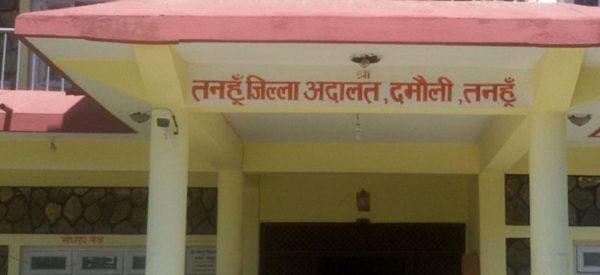 श्री
तनहूँ जिल्ला अदालत, दमौली, तनहूँ